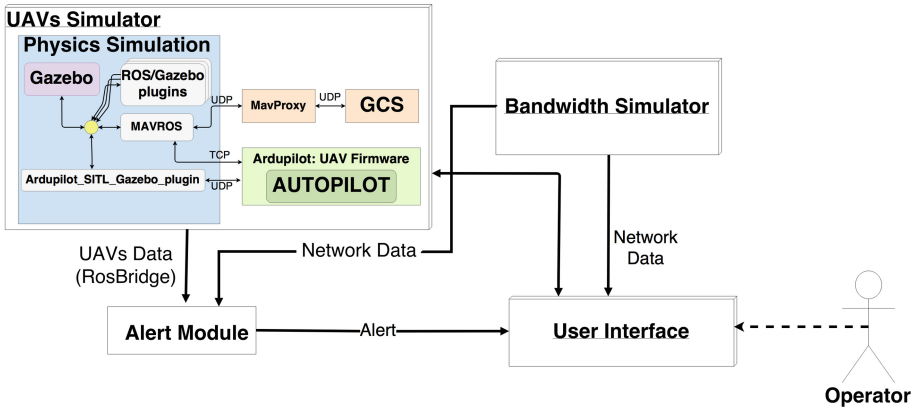 UAVs Simulator
Physics Simulation
Gazebo
ROS/Gazebo
plugins
MAVROS
Ardupilot_SITL_Gazebo_plugin
UDP
MavProxy
UDP
GCS
TCP
UDP
Ardupilot: UAV Firmware
AUTOPILOT
Bandwidth Simulator
UAVs Data
(RosBridge)
Network Data
Network
Data
Alert Module
Alert
User Interface
Operator